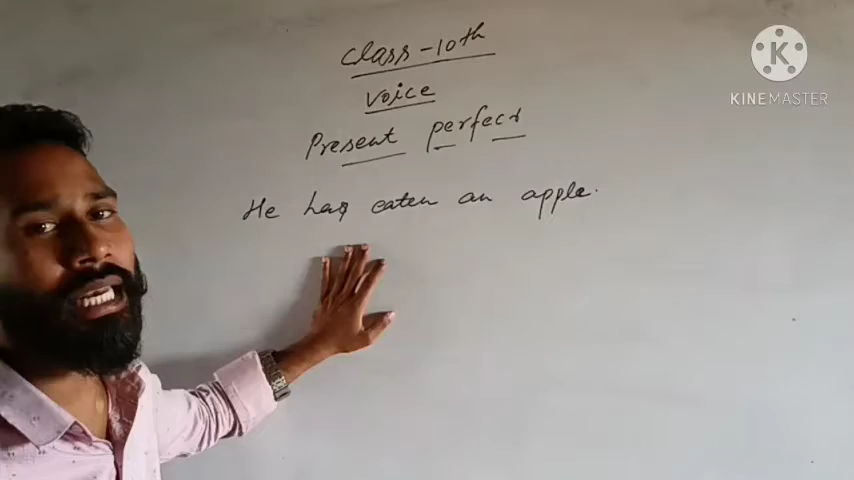 Class-10th
Voice
Present perfect
He has eaten an apple.
K
KINEMASTER